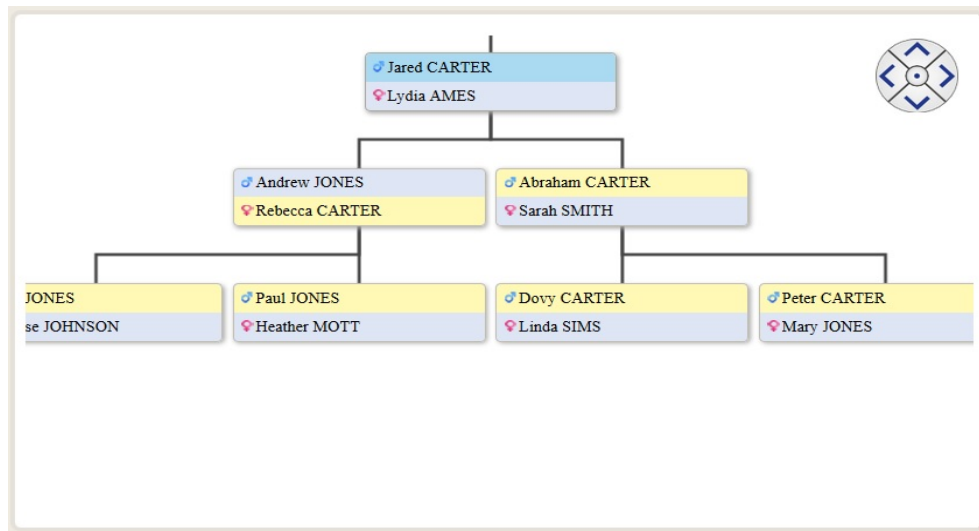 Jared CARTER
Lydia AMES
Andrew JONES
Rebecca CARTER
Abraham CARTER
Sarah SMITH
JONES
se JOHNSON
Paul JONES
Heather MOTT
Dovy CARTER
Linda SIMS
Peter CARTER
Mary JONES